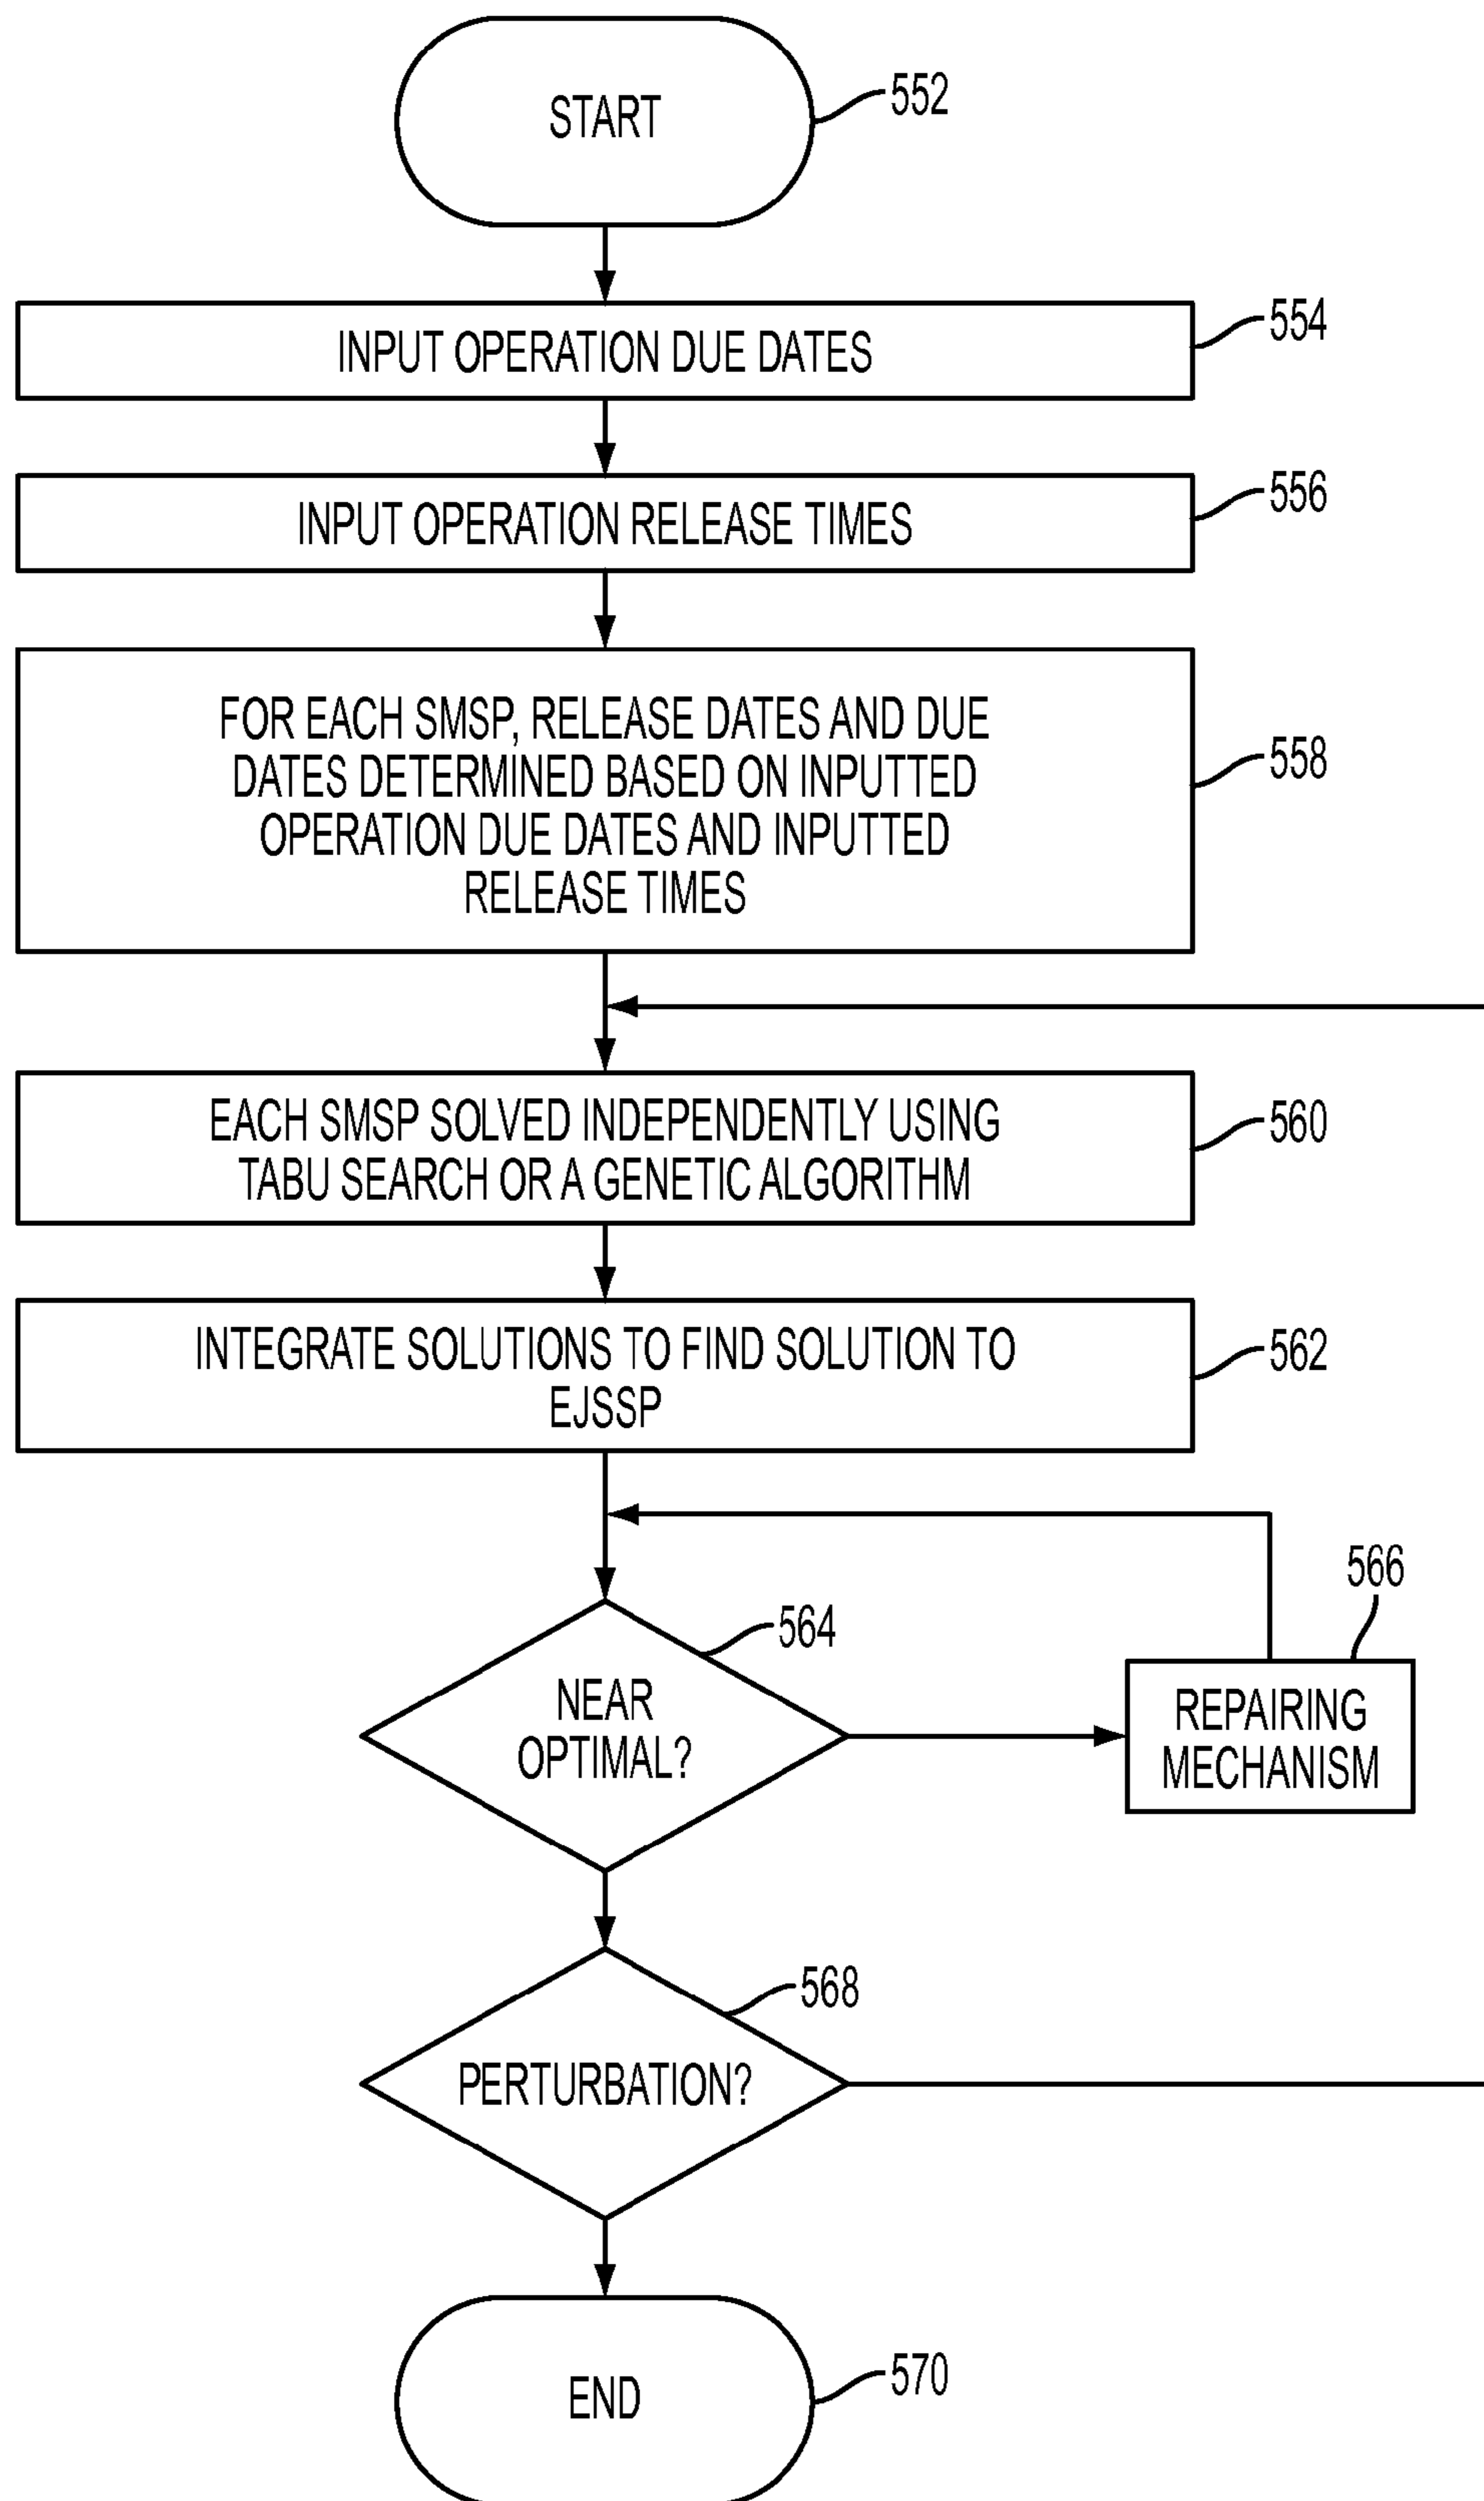 START
552
INPUT OPERATION DUE DATES
554
INPUT OPERATION RELEASE TIMES
556
FOR EACH SMSP, RELEASE DATES AND DUE
DATES DETERMINED BASED ON INPUTTED
OPERATION DUE DATES AND INPUTTED
RELEASE TIMES
558
EACH SMSP SOLVED INDEPENDENTLY USING
TABU SEARCH OR A GENETIC ALGORITHM
560
INTEGRATE SOLUTIONS TO FIND SOLUTION TO
EJSSP
562
NEAR
OPTIMAL?
564
REPAIRING
MECHANISM
566
PERTURBATION?
568
END
570